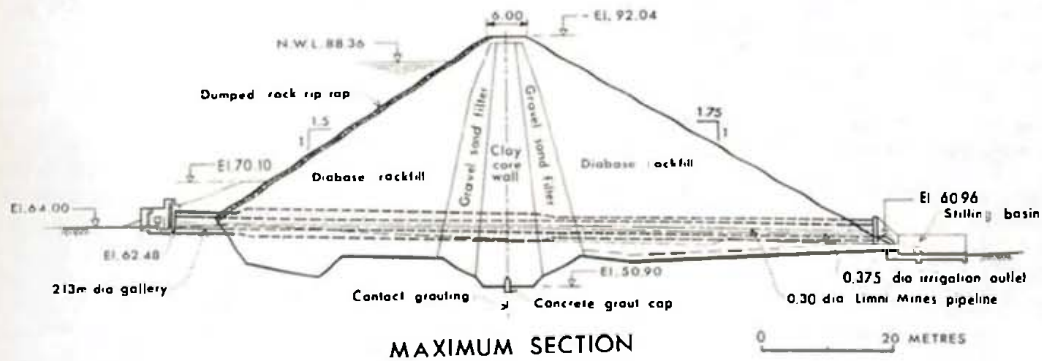 6.00
El. 92.04
N.W.L. 88.36
Dumped rock rip rap
1.5
1
1.75
1
Gravel sand filter
Clay
core
wall
Gravel sand filter
El. 70.10
Diabase rockfill
Diabase rockfill
El. 64.00
El. 60.96
Stilling basin
El. 62.48
El. 50.90
2.13m dia gallery
Contact grouting
Concrete grout cap
0.375 dia irrigation outlet
0.30 dia Limni Mines pipeline
MAXIMUM SECTION
0 20 METRES